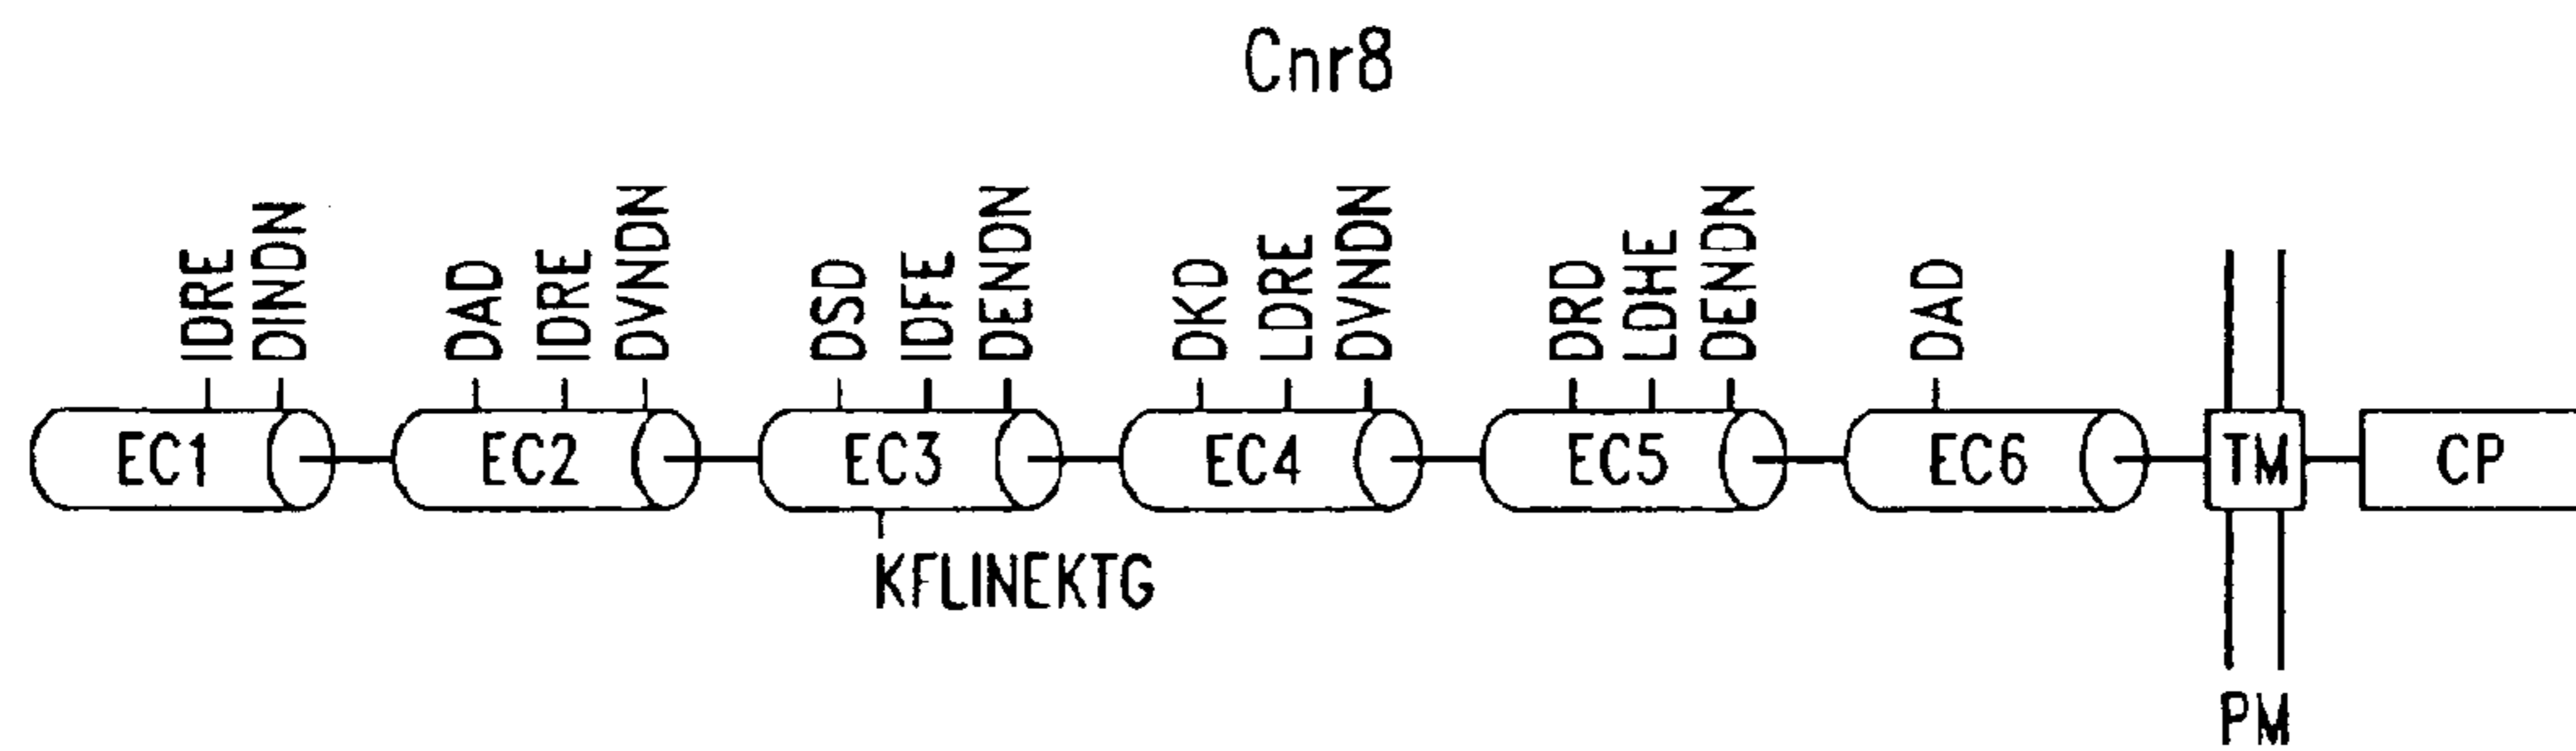 Cnr8
IDRE
DINDN
DAD
IDRE
DVNDN
DSD
IDFE
DENDN
DKD
LDRE
DVNDN
DRD
LDHE
DENDN
DAD
EC1
EC2
EC3
EC4
EC5
EC6
TM
CP
KFLINEKTG
PM